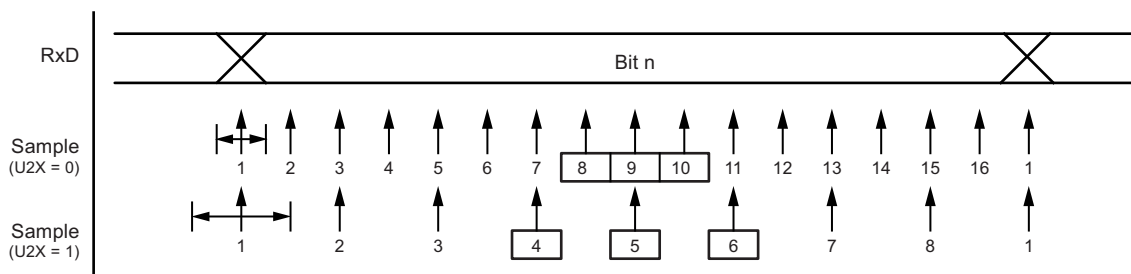 RxD
Bit n
Sample
(U2X = 0)
1 2 3 4 5 6 7 8 9 10 11 12 13 14 15 16 1
Sample
(U2X = 1)
1 2 3 4 5 6 7 8 1